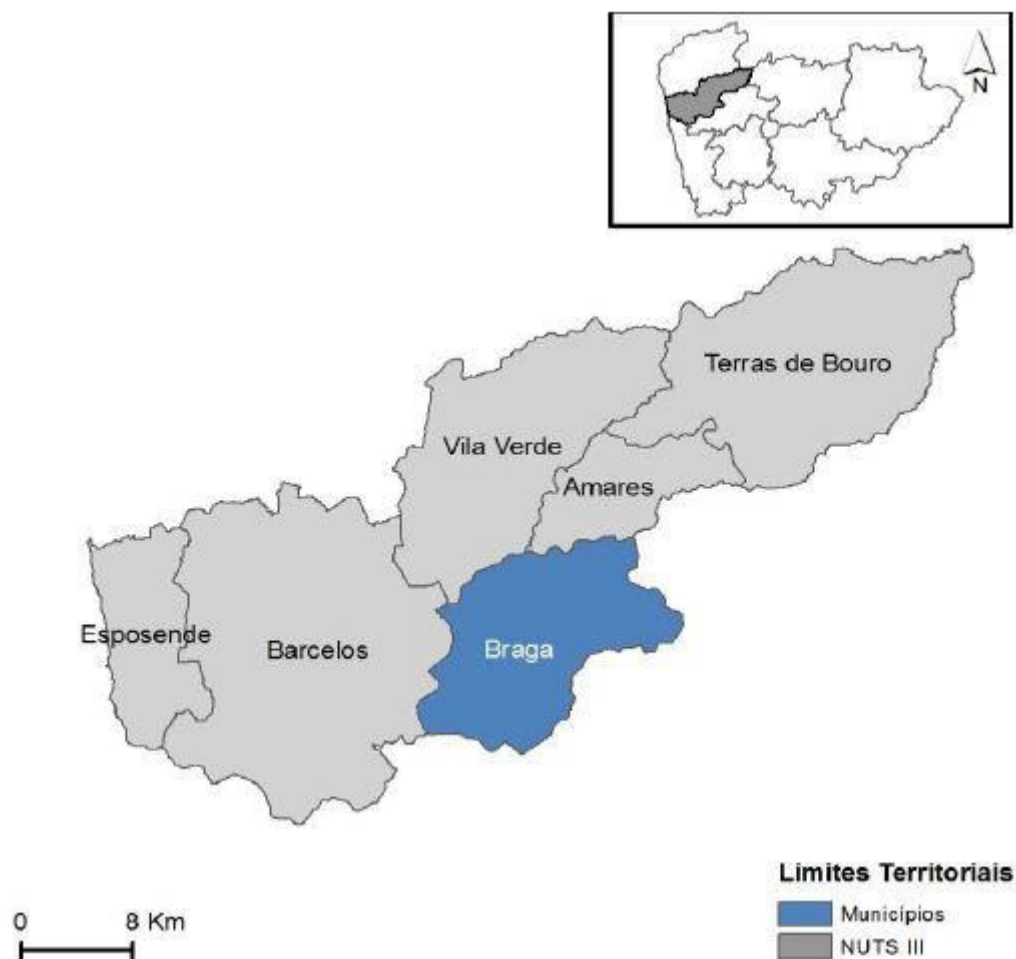 N
Terras de Bouro
Vila Verde
Amares
Esposende
Barcelos
Braga
Limites Territoriais
0 8 Km
Municípios
NUTS III